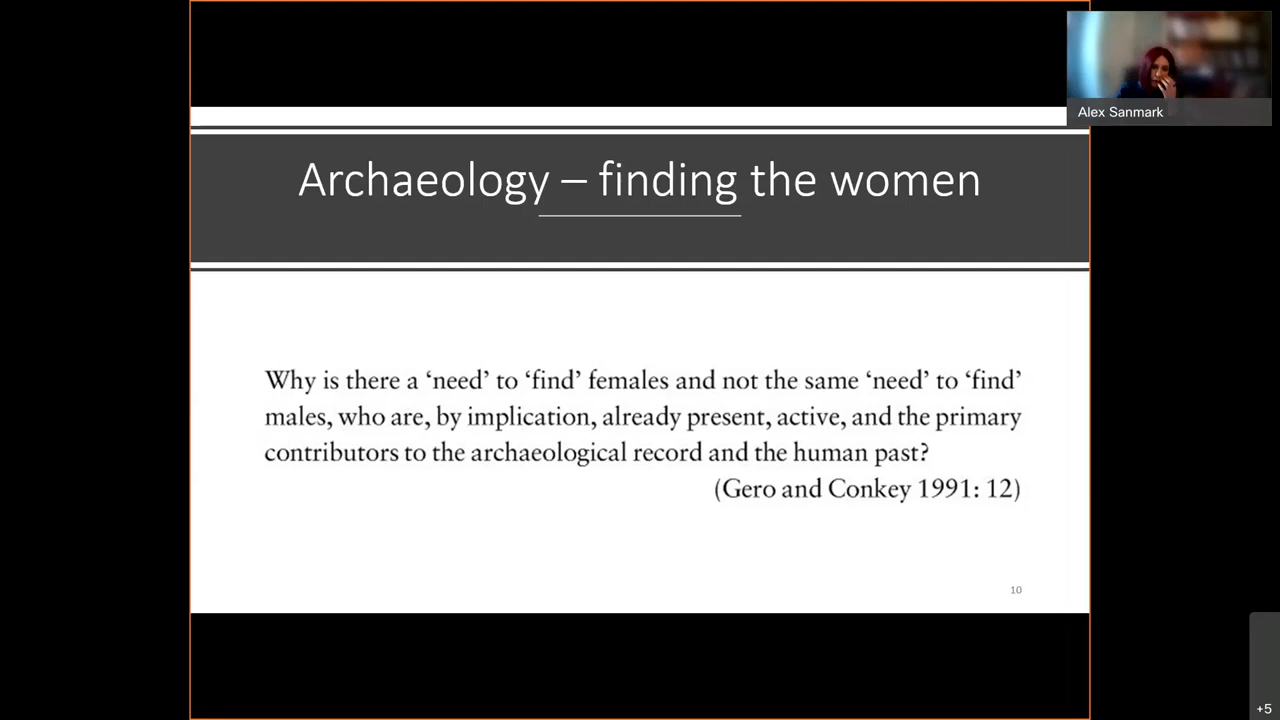 Alex Sanmark
Archaeology – finding the women
Why is there a ‘need’ to ‘find’ females and not the same ‘need’ to ‘find’
males, who are, by implication, already present, active, and the primary
contributors to the archaeological record and the human past?
(Gero and Conkey 1991: 12)
10
+5